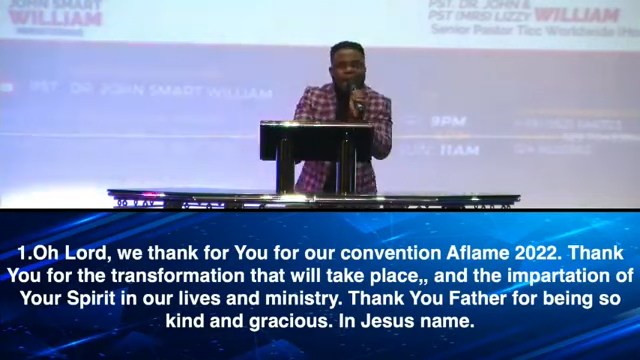 JOHN SMART
WILLIAM
PST. DR. JOHN &
PST (MRS) LIZZY WILLIAM
Senior Pastor Ticc Worldwide
PST. DR. JOHN SMART WILLIAM
9PM
11AM
1.Oh Lord, we thank for You for our convention Aflame 2022. Thank
You for the transformation that will take place,, and the impartation of
Your Spirit in our lives and ministry. Thank You Father for being so
kind and gracious. In Jesus name.